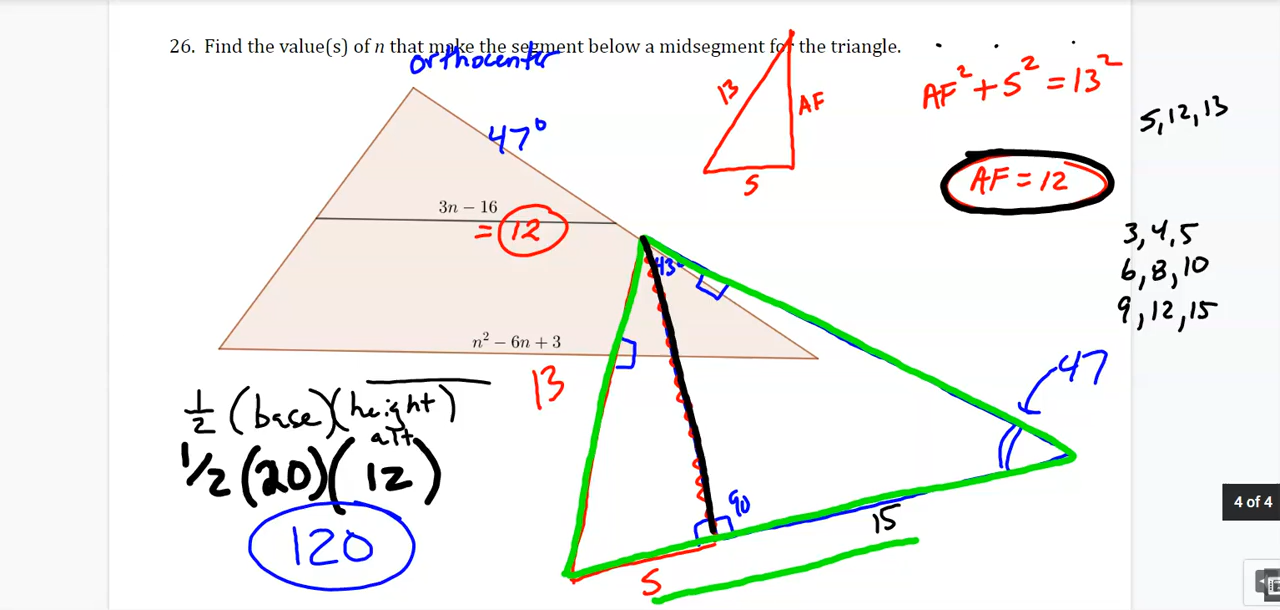 26. Find the value(s) of n that make the segment below a midsegment for the triangle.
orthocenter
47°
13
AF
5
AF² + 5² = 13²
5, 12, 13
AF = 12
3n − 16
= 12
3, 4, 5
6, 8, 10
9, 12, 15
43°
n² − 6n + 3
13
47
1/2 (base)(height)
alt
1/2 (20)(12)
120
90
15
5
4 of 4